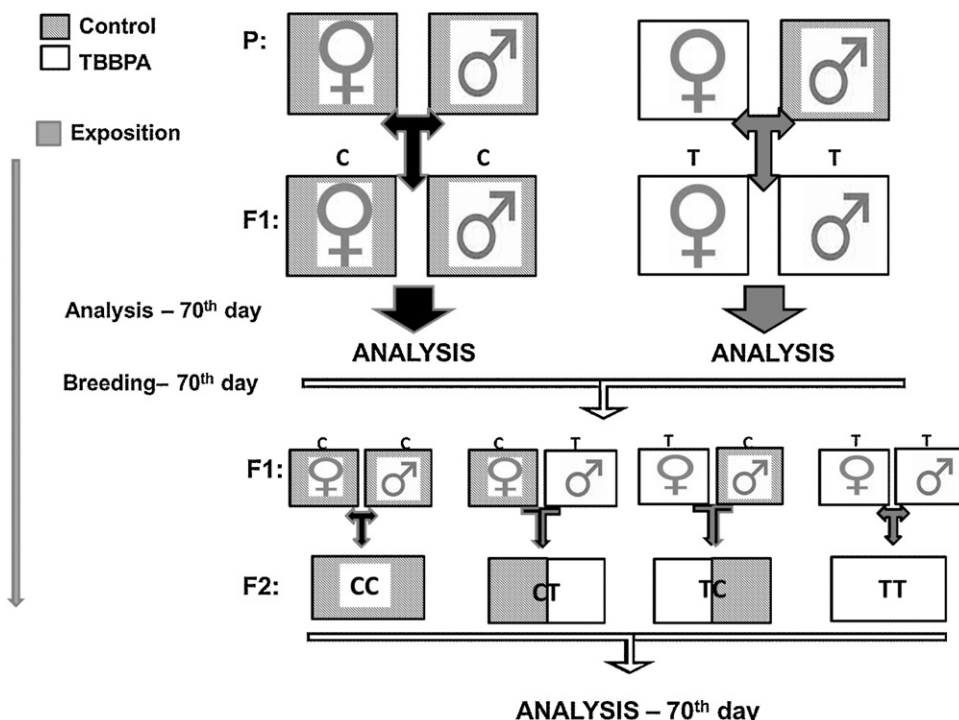 Control
TBBPA
Exposition
P:
C C T T
F1:
Analysis – 70th day
ANALYSIS ANALYSIS
Breeding– 70th day
C C C T T C T T
F1:
F2: CC CT TC TT
ANALYSIS – 70th day